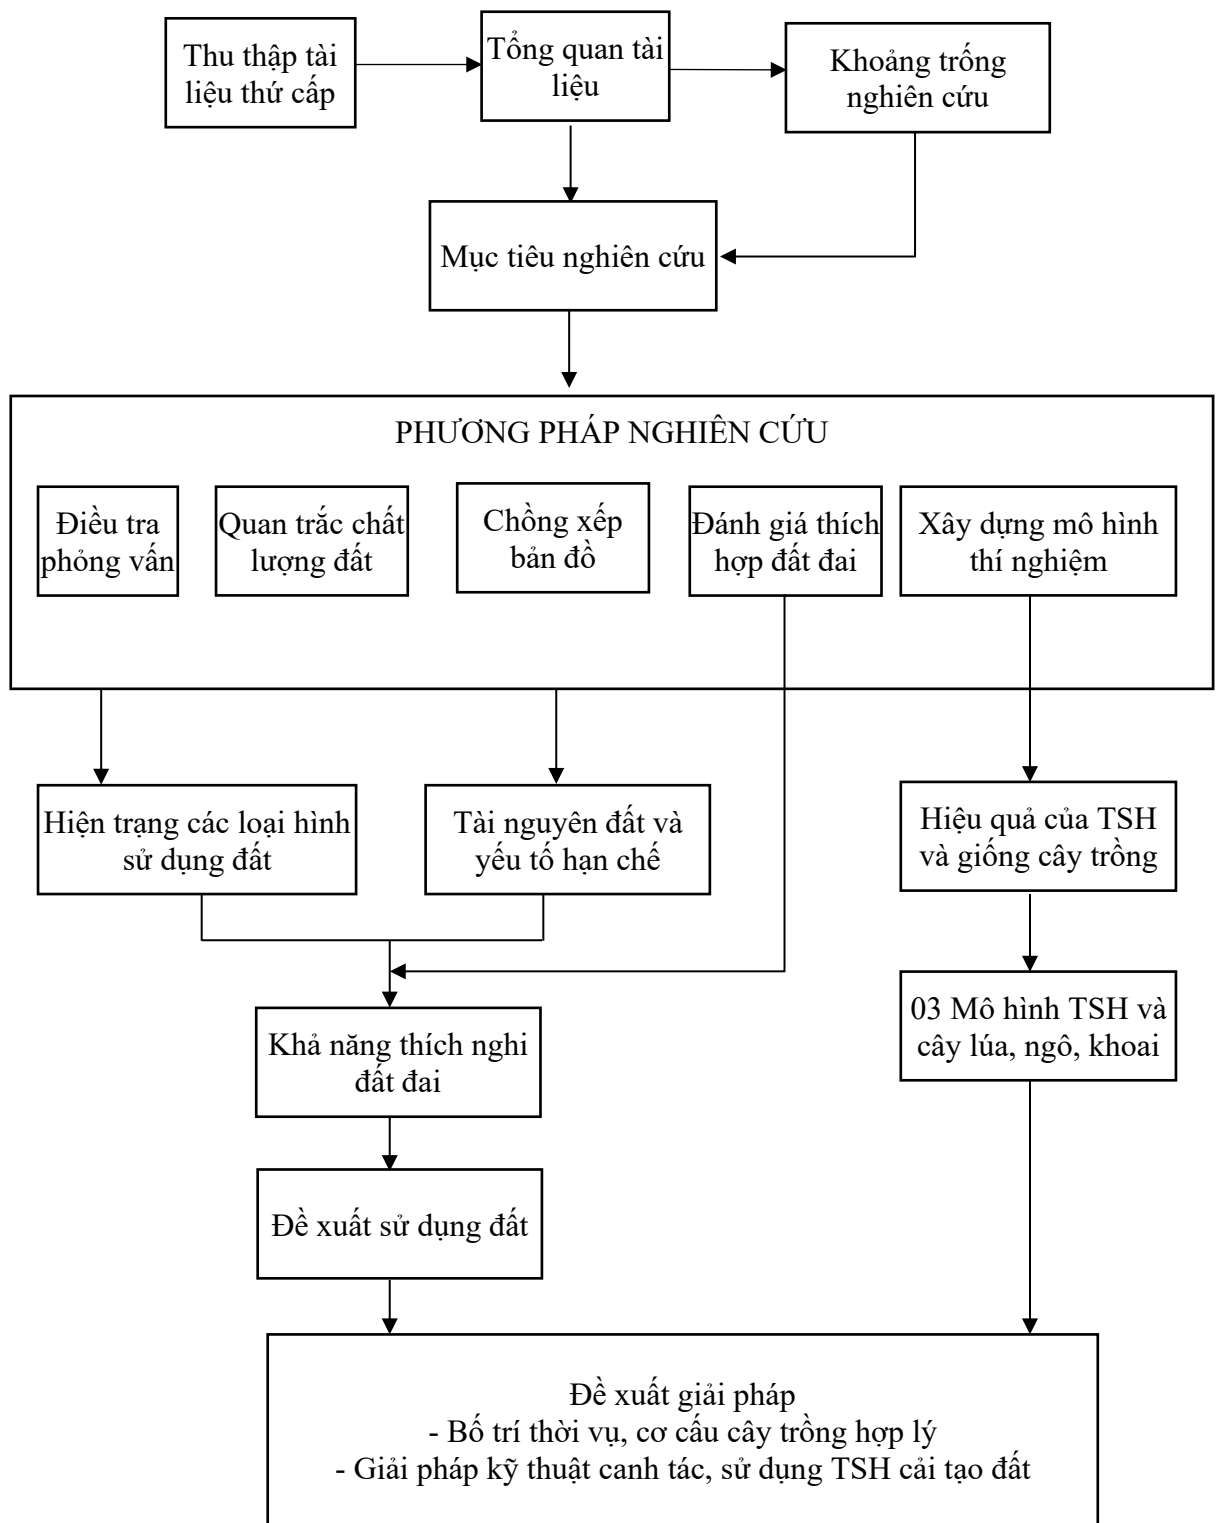 Thu thập tài
liệu thứ cấp
Tổng quan tài
liệu
Khoảng trống
nghiên cứu
Mục tiêu nghiên cứu
PHƯƠNG PHÁP NGHIÊN CỨU
Điều tra
phỏng vấn
Quan trắc chất
lượng đất
Chồng xếp
bản đồ
Đánh giá thích
hợp đất đai
Xây dựng mô hình
thí nghiệm
Hiện trạng các loại hình
sử dụng đất
Tài nguyên đất và
yếu tố hạn chế
Hiệu quả của TSH
và giống cây trồng
03 Mô hình TSH và
cây lúa, ngô, khoai
Khả năng thích nghi
đất đai
Đề xuất sử dụng đất
Đề xuất giải pháp
- Bố trí thời vụ, cơ cấu cây trồng hợp lý
- Giải pháp kỹ thuật canh tác, sử dụng TSH cải tạo đất